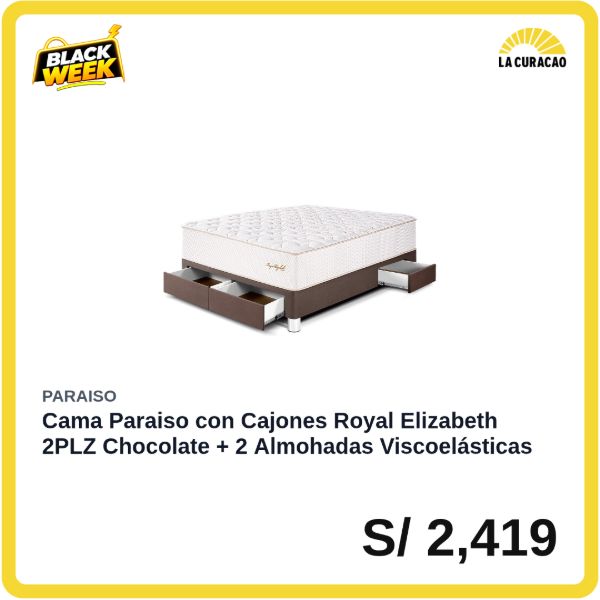 BLACK
WEEK
LA CURACAO
PARAISO
Cama Paraiso con Cajones Royal Elizabeth
2PLZ Chocolate + 2 Almohadas Viscoelásticas
S/ 2,419